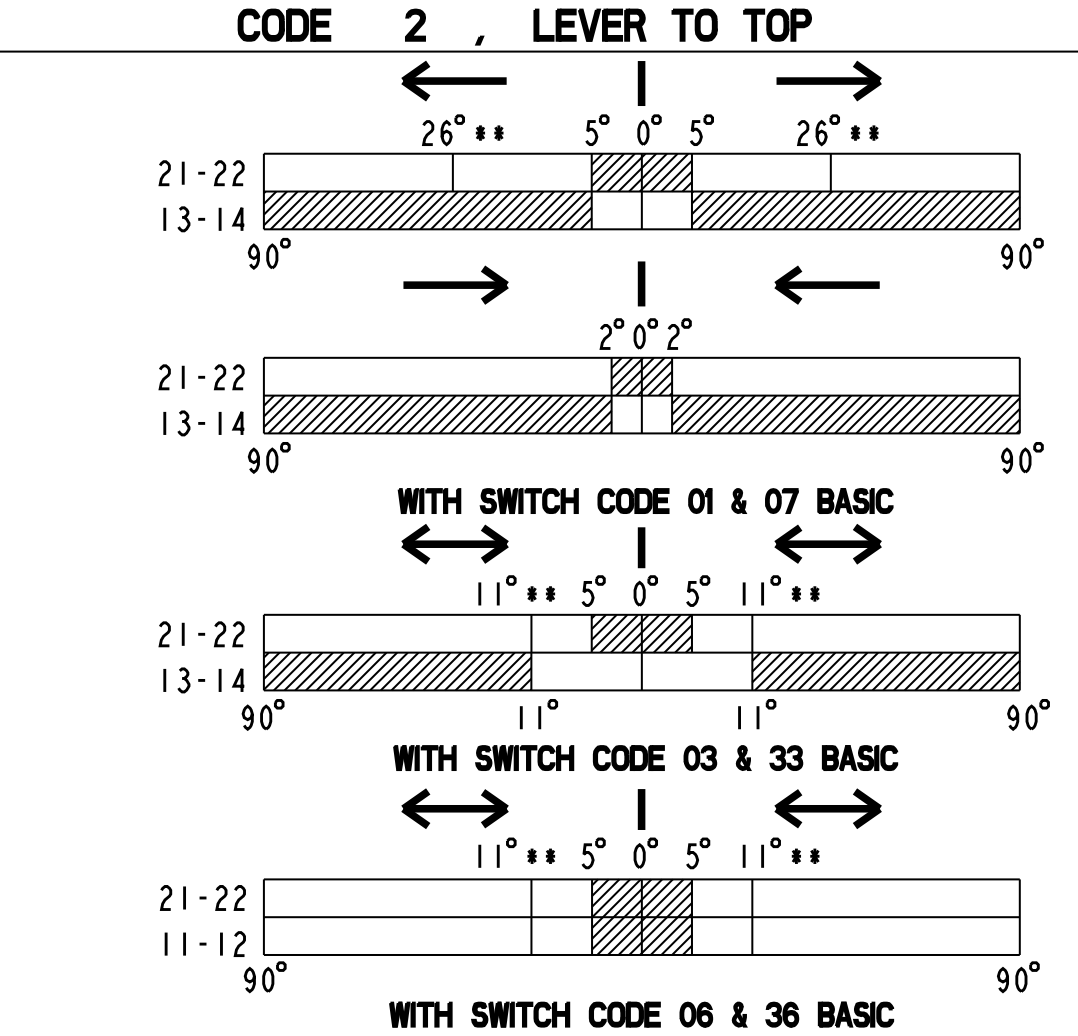 CODE 2 , LEVER TO TOP
26° ** 5° 0° 5° 26° **
21-22
13-14
90° 90°
2° 0° 2°
21-22
13-14
90° 90°
WITH SWITCH CODE 01 & 07 BASIC
11° ** 5° 0° 5° 11° **
21-22
13-14
90° 11° 11° 90°
WITH SWITCH CODE 03 & 33 BASIC
11° ** 5° 0° 5° 11° **
21-22
11-12
90° 90°
WITH SWITCH CODE 06 & 36 BASIC